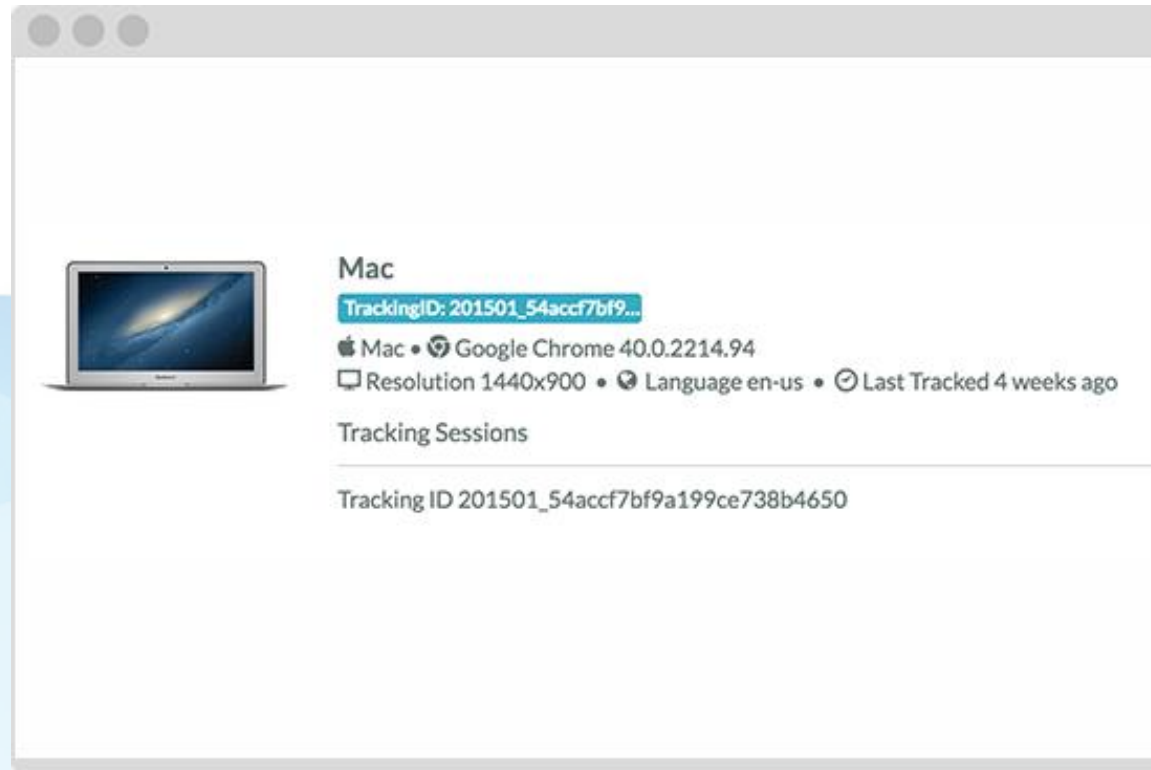 Mac
TrackingID: 201501_54accf7bf9...
Mac • Google Chrome 40.0.2214.94
Resolution 1440x900 • Language en-us • Last Tracked 4 weeks ago
Tracking Sessions
Tracking ID 201501_54accf7bf9a199ce738b4650